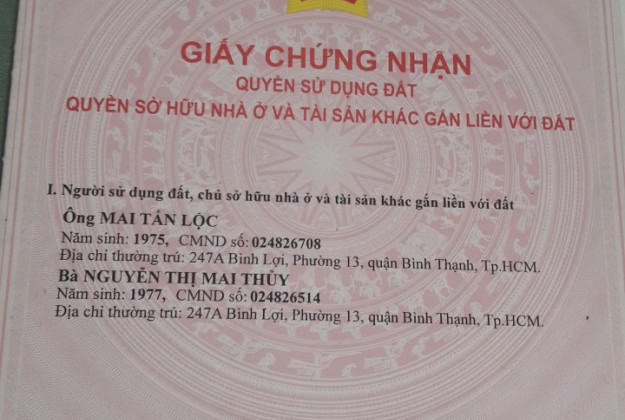 GIẤY CHỨNG NHẬN
QUYỀN SỬ DỤNG ĐẤT
QUYỀN SỞ HỮU NHÀ Ở VÀ TÀI SẢN KHÁC GẮN LIỀN VỚI ĐẤT
I. Người sử dụng đất, chủ sở hữu nhà ở và tài sản khác gắn liền với đất
Ông MAI TẤN LỘC
Năm sinh: 1975, CMND số: 024826708
Địa chỉ thường trú: 247A Bình Lợi, Phường 13, quận Bình Thạnh, Tp.HCM.
Bà NGUYỄN THỊ MAI THỦY
Năm sinh: 1977, CMND số: 024826514
Địa chỉ thường trú: 247A Bình Lợi, Phường 13, quận Bình Thạnh, Tp.HCM.